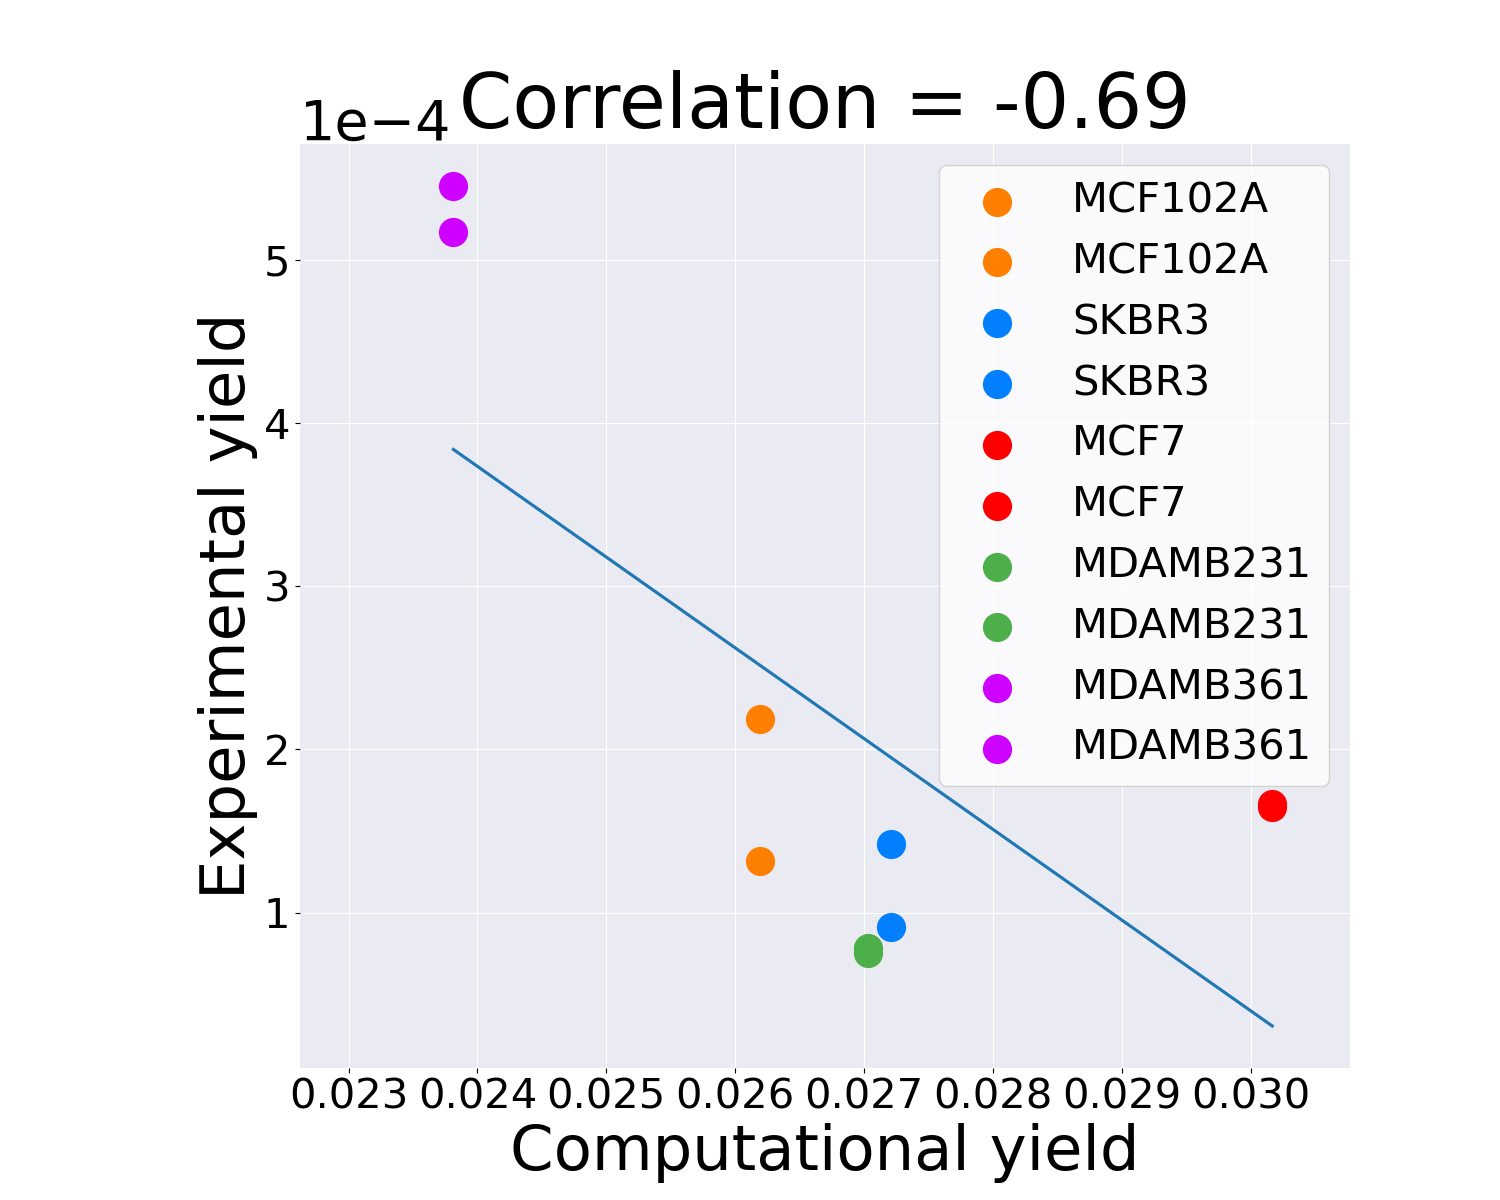 Correlation = -0.69
1e−4
5
4
3
2
1
Experimental yield
MCF102A
MCF102A
SKBR3
SKBR3
MCF7
MCF7
MDAMB231
MDAMB231
MDAMB361
MDAMB361
0.023 0.024 0.025 0.026 0.027 0.028 0.029 0.030
Computational yield